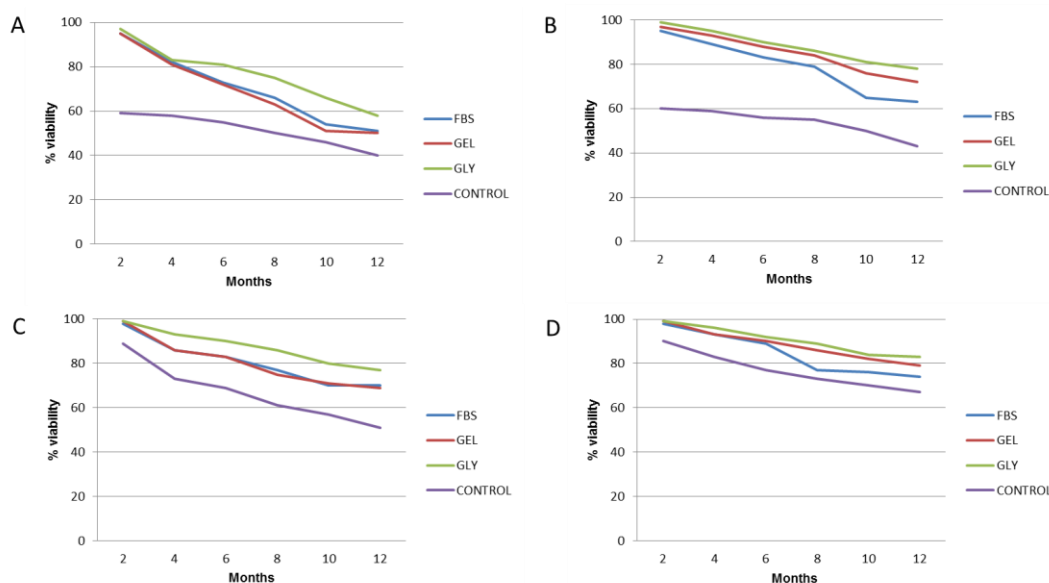 A
100
80
60
40
20
0
% viability
2 4 6 8 10 12
Months
FBS
GEL
GLY
CONTROL
B
100
80
60
40
20
0
% viability
2 4 6 8 10 12
Months
FBS
GEL
GLY
CONTROL
C
100
80
60
40
20
0
% viability
2 4 6 8 10 12
Months
FBS
GEL
GLY
CONTROL
D
100
80
60
40
20
0
% viability
2 4 6 8 10 12
Months
FBS
GEL
GLY
CONTROL